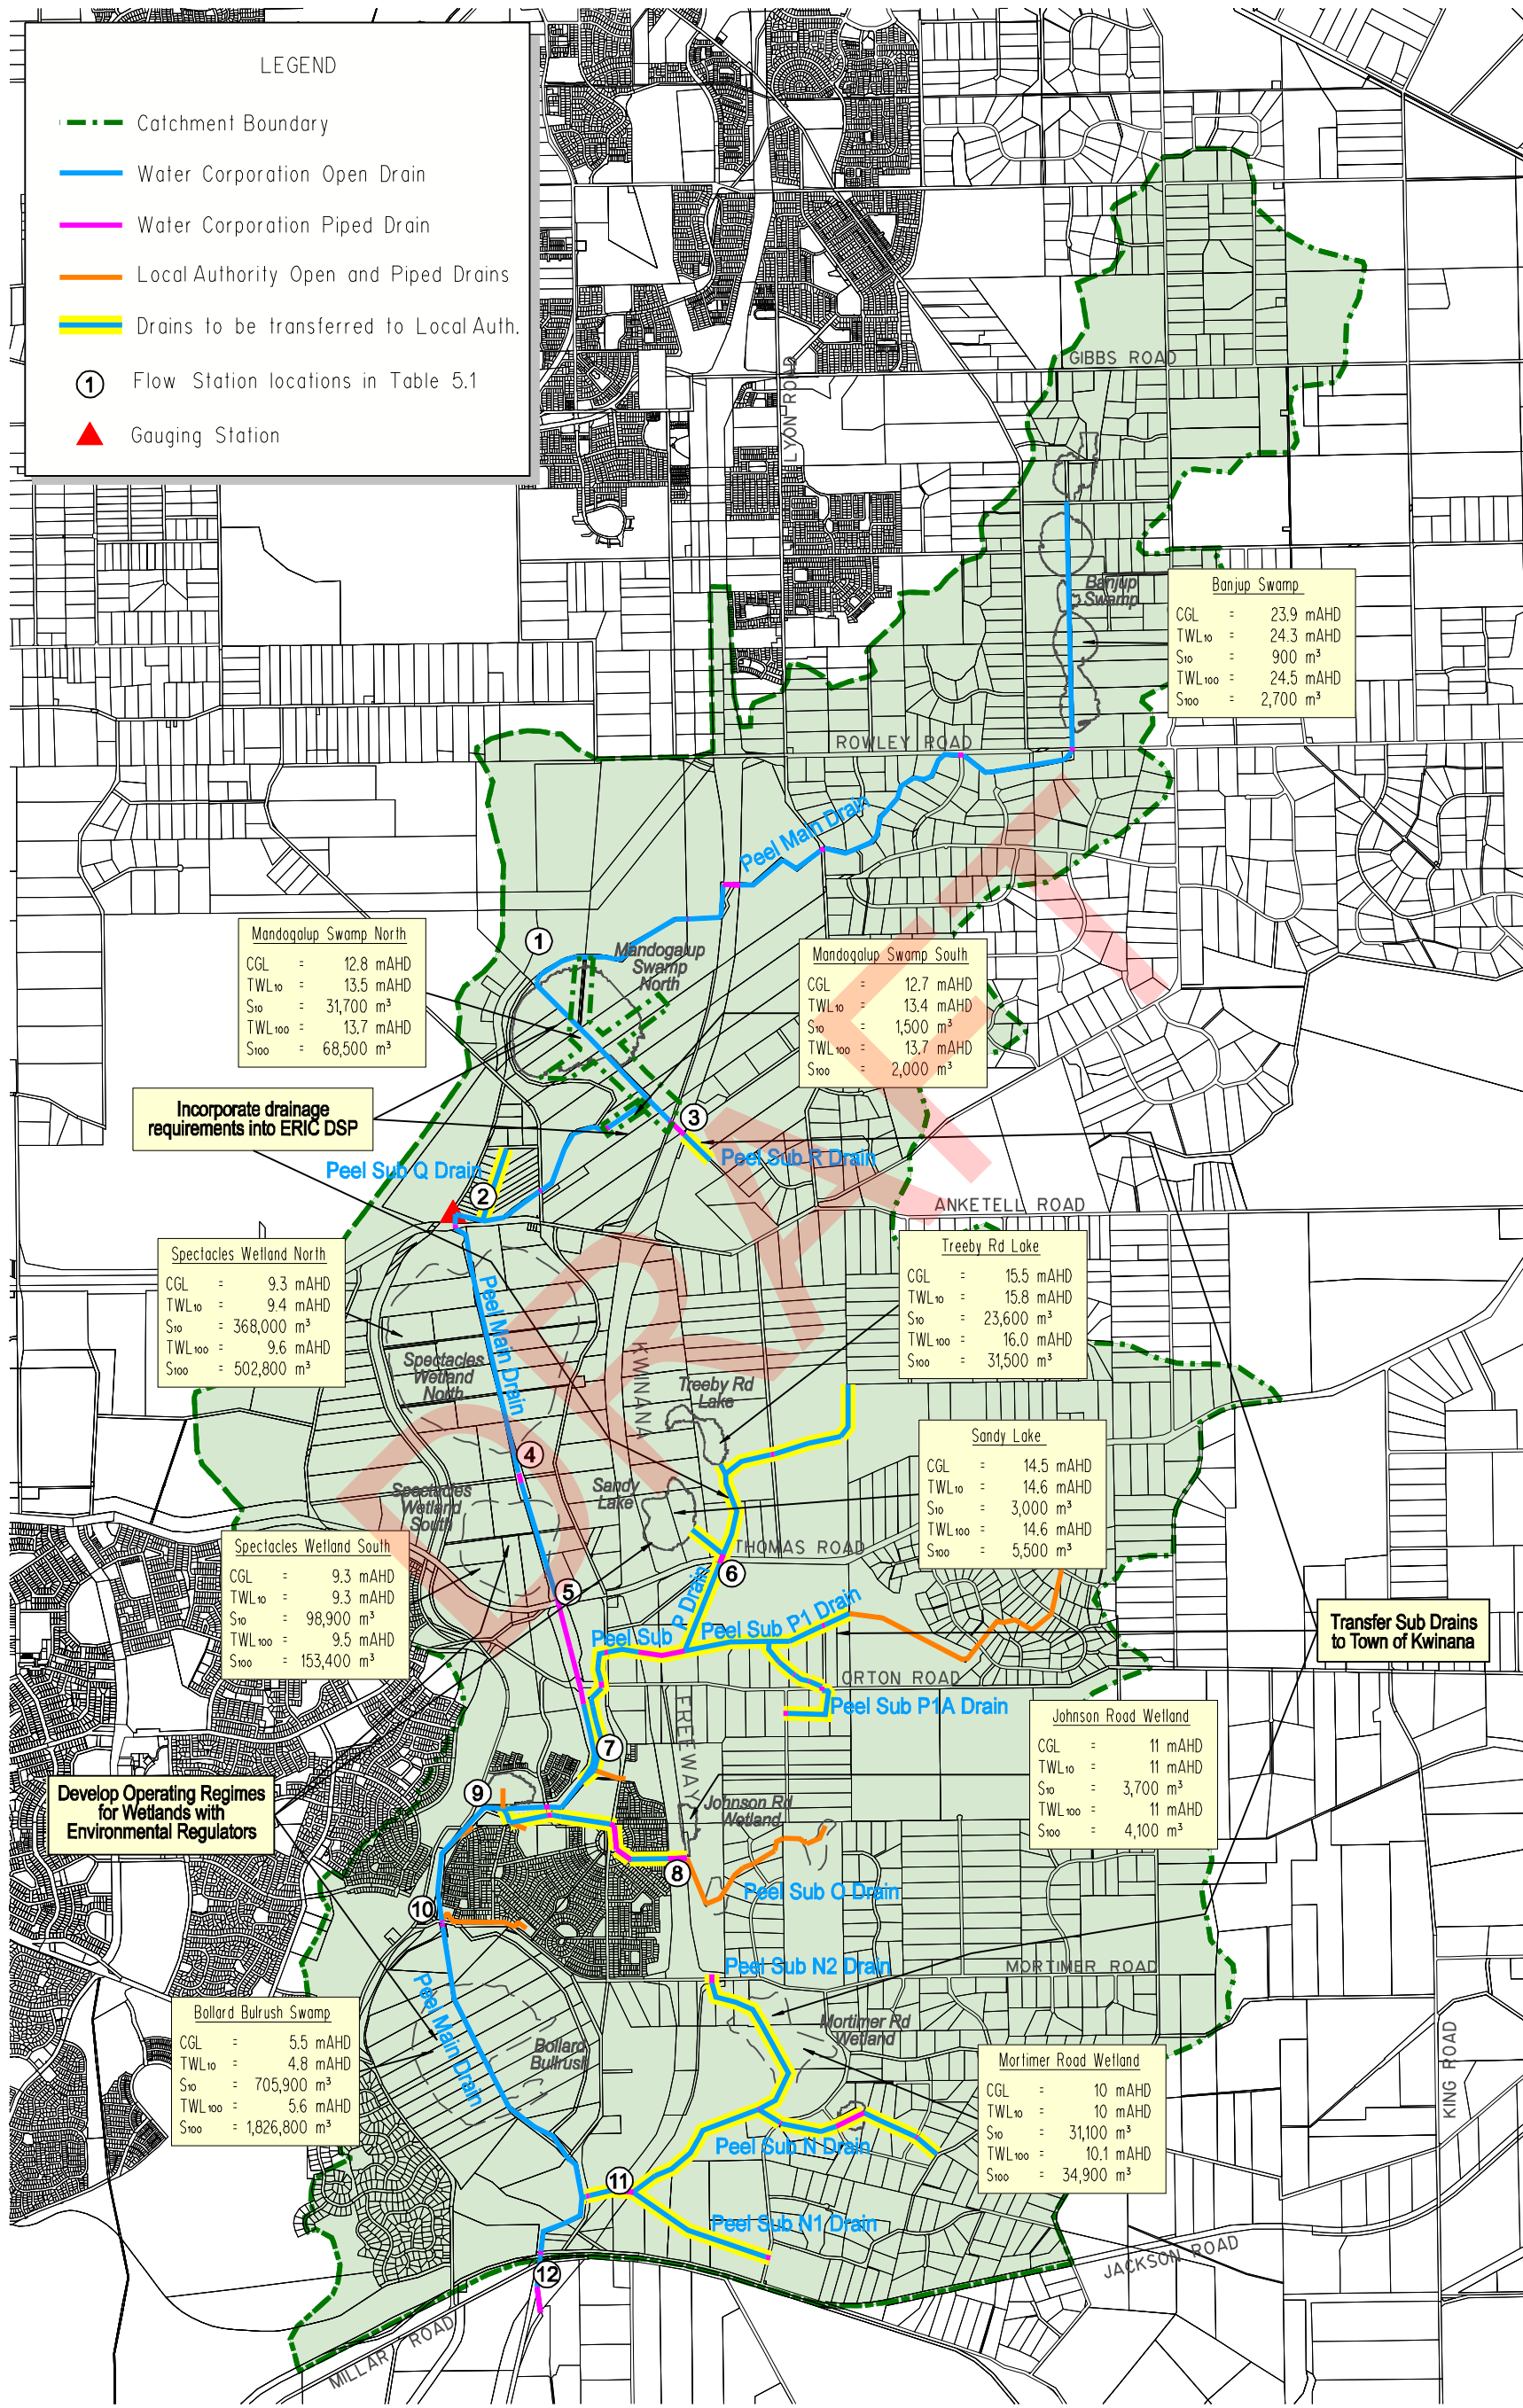 LEGEND
Catchment Boundary
Water Corporation Open Drain
Water Corporation Piped Drain
Local Authority Open and Piped Drains
Drains to be transferred to Local Auth.
1 Flow Station locations in Table 5.1
Gauging Station
LYON ROAD
GIBBS ROAD
Banjup
Swamp
Banjup Swamp
CGL = 23.9 mAHD
TWL10 = 24.3 mAHD
S10 = 900 m³
TWL100 = 24.5 mAHD
S100 = 2,700 m³
ROWLEY ROAD
Peel Main Drain
DRAFT
1
Mandogalup
Swamp
North
Mandogalup Swamp North
CGL = 12.8 mAHD
TWL10 = 13.5 mAHD
S10 = 31,700 m³
TWL100 = 13.7 mAHD
S100 = 68,500 m³
Mandogalup Swamp South
CGL = 12.7 mAHD
TWL10 = 13.4 mAHD
S10 = 1,500 m³
TWL100 = 13.7 mAHD
S100 = 2,000 m³
Incorporate drainage
requirements into ERIC DSP
3
Peel Sub R Drain
Peel Sub Q Drain
2
ANKETELL ROAD
Spectacles Wetland North
CGL = 9.3 mAHD
TWL10 = 9.4 mAHD
S10 = 368,000 m³
TWL100 = 9.6 mAHD
S100 = 502,800 m³
Treeby Rd Lake
CGL = 15.5 mAHD
TWL10 = 15.8 mAHD
S10 = 23,600 m³
TWL100 = 16.0 mAHD
S100 = 31,500 m³
Peel Main Drain
Spectacles
Wetland
North
KWINANA
Treeby Rd
Lake
4
Sandy Lake
CGL = 14.5 mAHD
TWL10 = 14.6 mAHD
S10 = 3,000 m³
TWL100 = 14.6 mAHD
S100 = 5,500 m³
Spectacles
Wetland
South
Sandy
Lake
THOMAS ROAD
Spectacles Wetland South
CGL = 9.3 mAHD
TWL10 = 9.3 mAHD
S10 = 98,900 m³
TWL100 = 9.5 mAHD
S100 = 153,400 m³
5
6
Peel Sub P Drain
Peel Sub P1 Drain
Transfer Sub Drains
to Town of Kwinana
ORTON ROAD
Peel Sub P1A Drain
FREEWAY
7
Johnson Road Wetland
CGL = 11 mAHD
TWL10 = 11 mAHD
S10 = 3,700 m³
TWL100 = 11 mAHD
S100 = 4,100 m³
Develop Operating Regimes
for Wetlands with
Environmental Regulators
9
Johnson Rd
Wetland
8
Peel Sub O Drain
10
Peel Sub N2 Drain
MORTIMER ROAD
Peel Main Drain
Bollard Bulrush Swamp
CGL = 5.5 mAHD
TWL10 = 4.8 mAHD
S10 = 705,900 m³
TWL100 = 5.6 mAHD
S100 = 1,826,800 m³
Bollard
Bullrush
Mortimer Rd
Wetland
Mortimer Road Wetland
CGL = 10 mAHD
TWL10 = 10 mAHD
S10 = 31,100 m³
TWL100 = 10.1 mAHD
S100 = 34,900 m³
KING ROAD
Peel Sub N Drain
11
Peel Sub N1 Drain
12
JACKSON ROAD
MILLAR ROAD